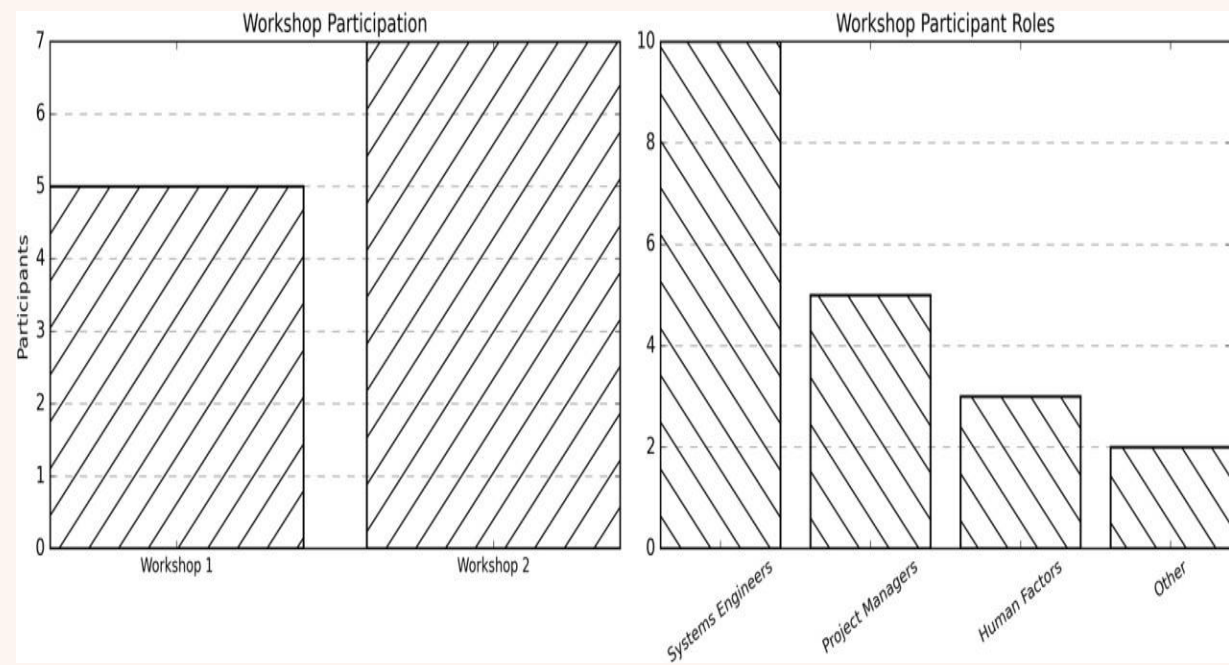 Workshop Participation
7
6
5
4
3
2
1
0
Participants
Workshop 1
Workshop 2
Workshop Participant Roles
10
8
6
4
2
0
Systems Engineers
Project Managers
Human Factors
Other